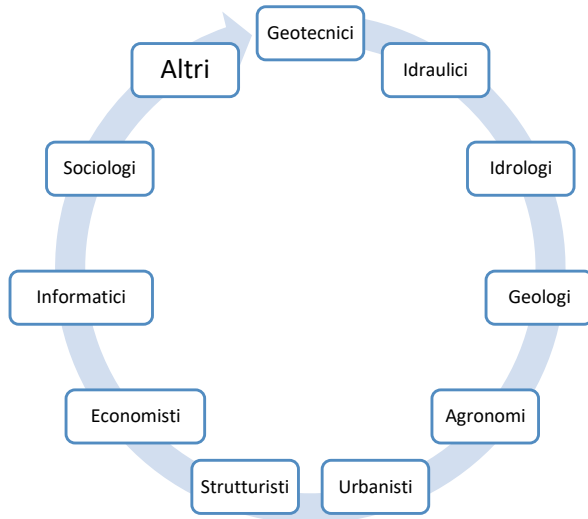 Geotecnici
Idraulici
Idrologi
Geologi
Agronomi
Urbanisti
Strutturisti
Economisti
Informatici
Sociologi
Altri